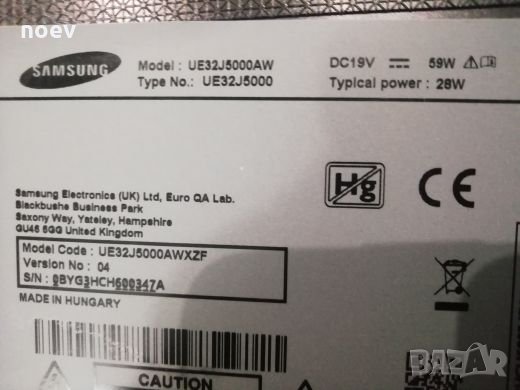 noev
SAMSUNG
Model : UE32J5000AW
Type No.: UE32J5000
DC19V 59W
Typical power : 28W
Samsung Electronics (UK) Ltd, Euro QA Lab.
Blackbushe Business Park
Saxony Way, Yateley, Hampshire
GU46 6GG United Kingdom
Hg
CE
Model Code : UE32J5000AWXZF
Version No : 04
S/N : 0BYG3HCH600347A
MADE IN HUNGARY
CAUTION
BAZAR